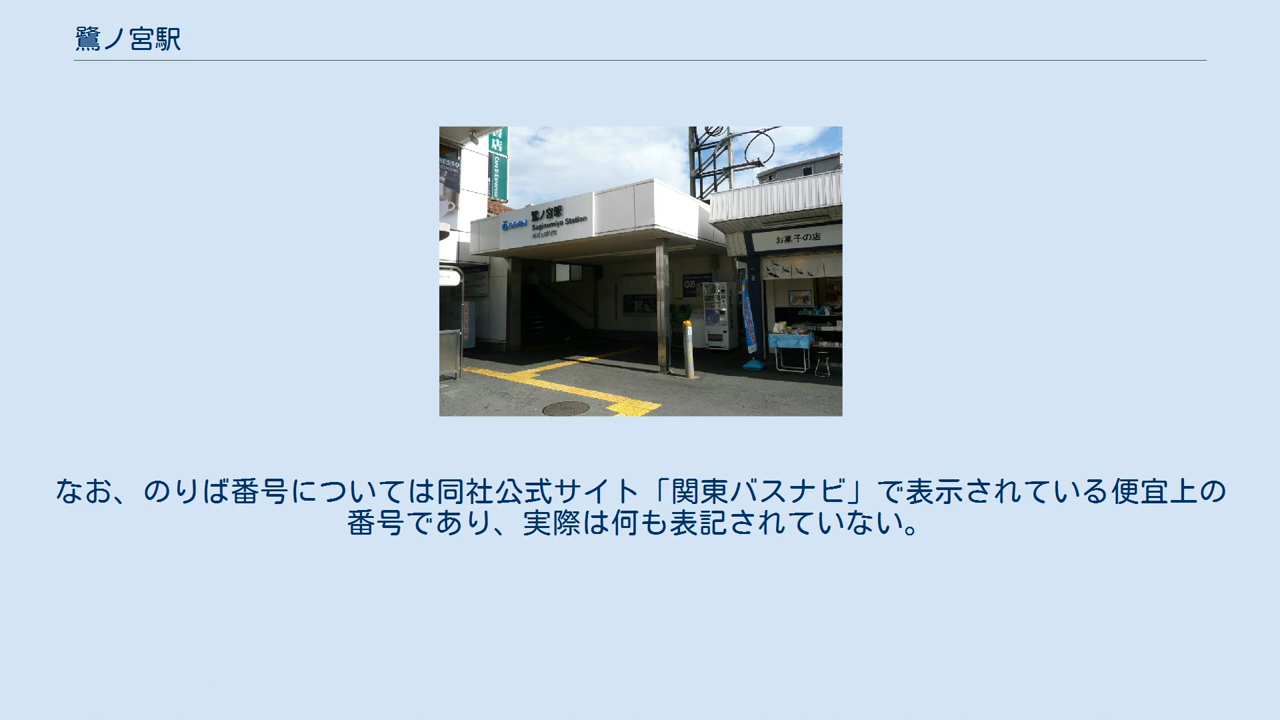 鷺ノ宮駅
店
鷺ノ宮駅
Saginomiya Station
お菓子の店
なお、のりば番号については同社公式サイト「関東バスナビ」で表示されている便宜上の
番号であり、実際は何も表記されていない。